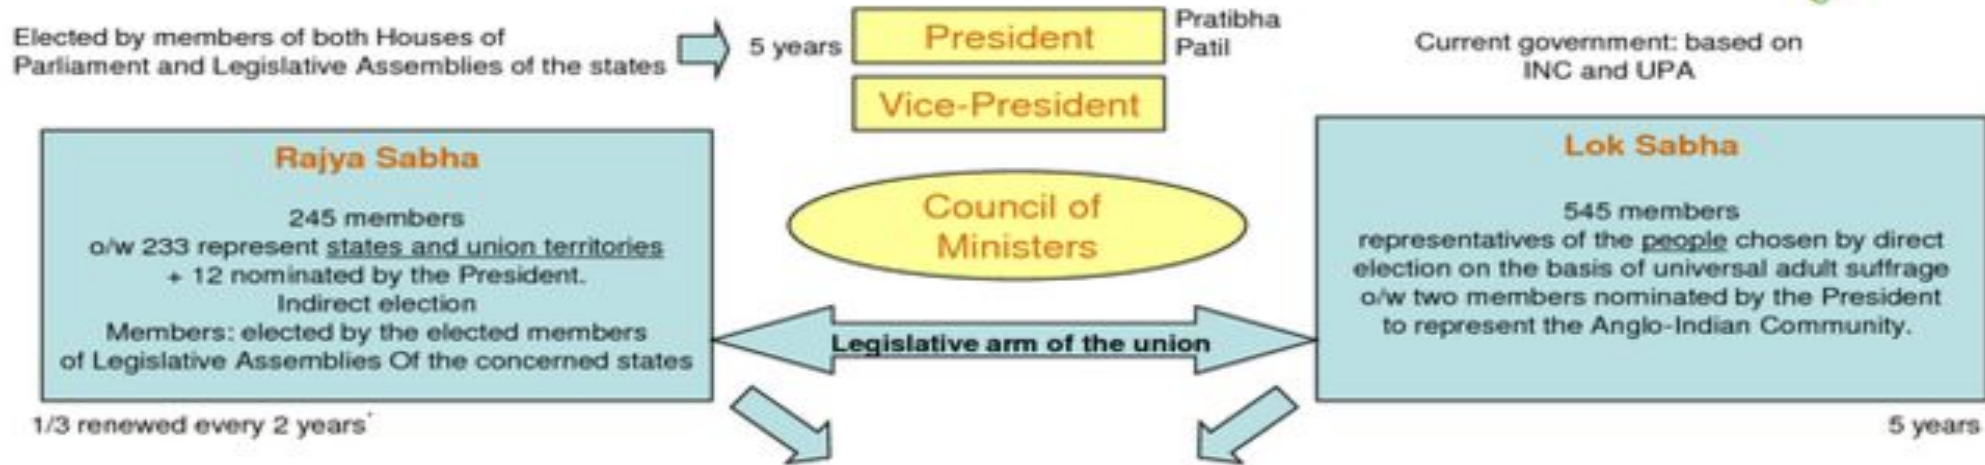 Elected by members of both Houses of
Parliament and Legislative Assemblies of the states
5 years
President
Pratibha
Patil
Current government: based on
INC and UPA
Vice-President
Rajya Sabha
245 members
o/w 233 represent states and union territories
+ 12 nominated by the President.
Indirect election
Members: elected by the elected members
of Legislative Assemblies Of the concerned states
1/3 renewed every 2 years
Council of
Ministers
Legislative arm of the union
Lok Sabha
545 members
representatives of the people chosen by direct
election on the basis of universal adult suffrage
o/w two members nominated by the President
to represent the Anglo-Indian Community.
5 years